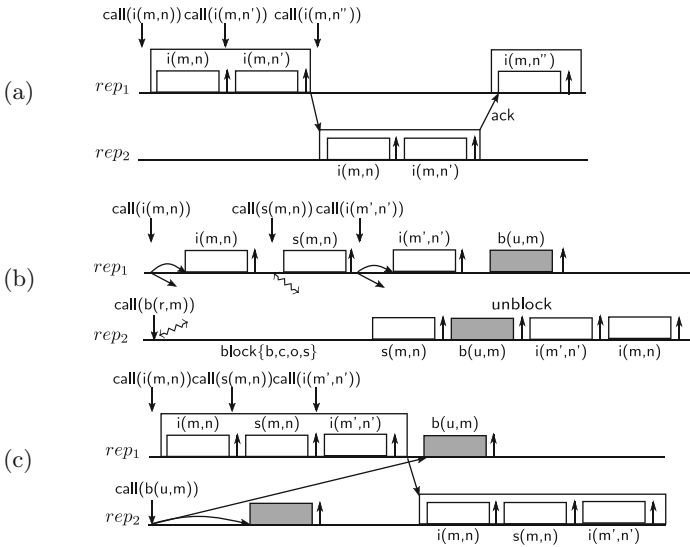 call(i(m,n)) call(i(m,n')) call(i(m,n''))
i(m,n) i(m,n') i(m,n'')
(a)
rep1
ack
rep2
i(m,n) i(m,n')
call(i(m,n)) call(s(m,n)) call(i(m',n'))
i(m,n) s(m,n) i(m',n') b(u,m)
(b)
rep1
call(b(r,m)) unblock
rep2
block{b,c,o,s} s(m,n) b(u,m) i(m',n') i(m,n)
call(i(m,n)) call(s(m,n)) call(i(m',n'))
i(m,n) s(m,n) i(m',n') b(u,m)
rep1
(c)
call(b(u,m))
rep2
i(m,n) s(m,n) i(m',n')